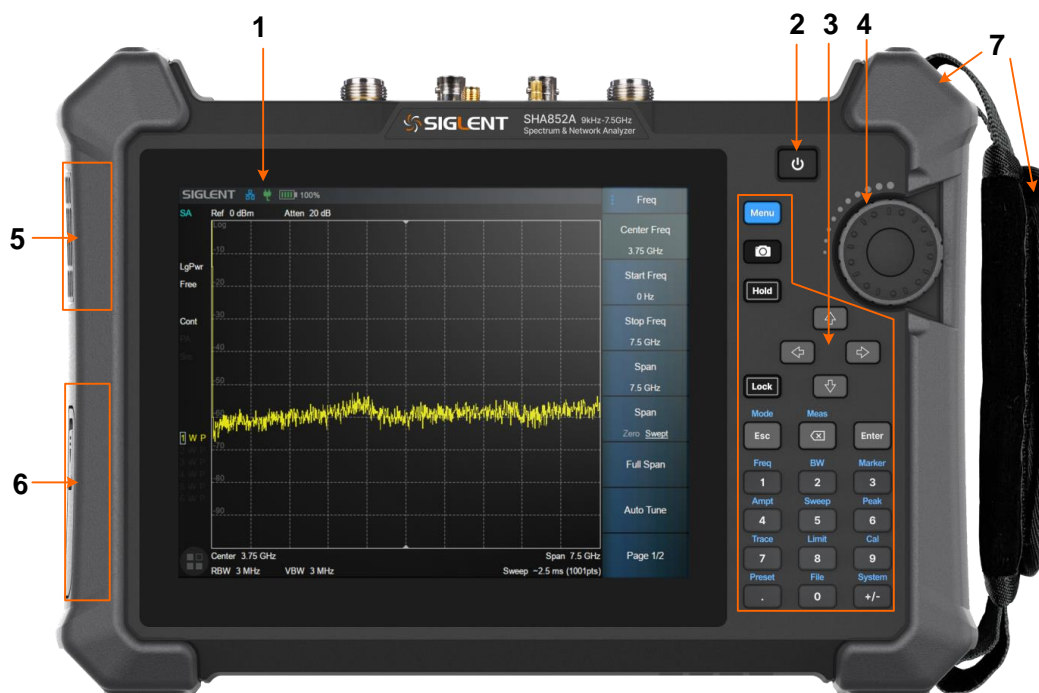 1
2
3
4
7
SIGLENT SHA852A 9kHz-7.5GHz
Spectrum & Network Analyzer
SIGLENT 100%
SA Ref 0 dBm Atten 20 dB
Log
-10
LgPwr
-20
Free
-30
Cont
PA
-40
Src
-50
-60
1 W P
-70
-80
-90
Center 3.75 GHz Span 7.5 GHz
RBW 3 MHz VBW 3 MHz Sweep ~2.5 ms (1001pts)
Freq
Center Freq
3.75 GHz
Start Freq
0 Hz
Stop Freq
7.5 GHz
Span
7.5 GHz
Span
Zero Swept
Full Span
Auto Tune
Page 1/2
Menu
Hold
Lock
Mode Meas
Esc Enter
Freq BW Marker
1 2 3
Ampt Sweep Peak
4 5 6
Trace Limit Cal
7 8 9
Preset File System
. 0 +/-
5
6